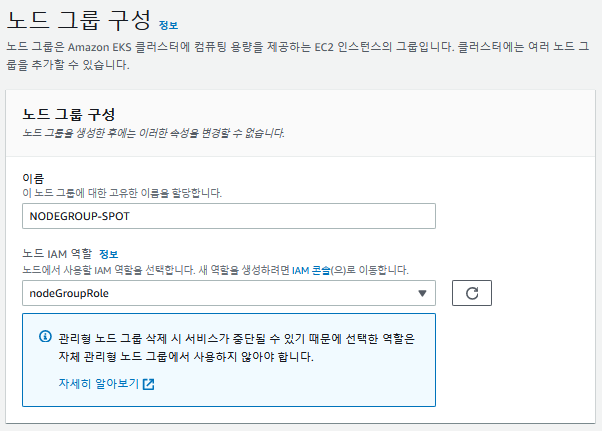 노드 그룹 구성 정보
노드 그룹은 Amazon EKS 클러스터에 컴퓨팅 용량을 제공하는 EC2 인스턴스의 그룹입니다. 클러스터에는 여러 노드 그
룹을 추가할 수 있습니다.
노드 그룹 구성
노드 그룹을 생성한 후에는 이러한 속성을 변경할 수 없습니다.
이름
이 노드 그룹에 대한 고유한 이름을 할당합니다.
NODEGROUP-SPOT
노드 IAM 역할 정보
노드에서 사용할 IAM 역할을 선택합니다. 새 역할을 생성하려면 IAM 콘솔(으)로 이동합니다.
nodeGroupRole
관리형 노드 그룹 삭제 시 서비스가 중단될 수 있기 때문에 선택한 역할은
자체 관리형 노드 그룹에서 사용하지 않아야 합니다.
자세히 알아보기